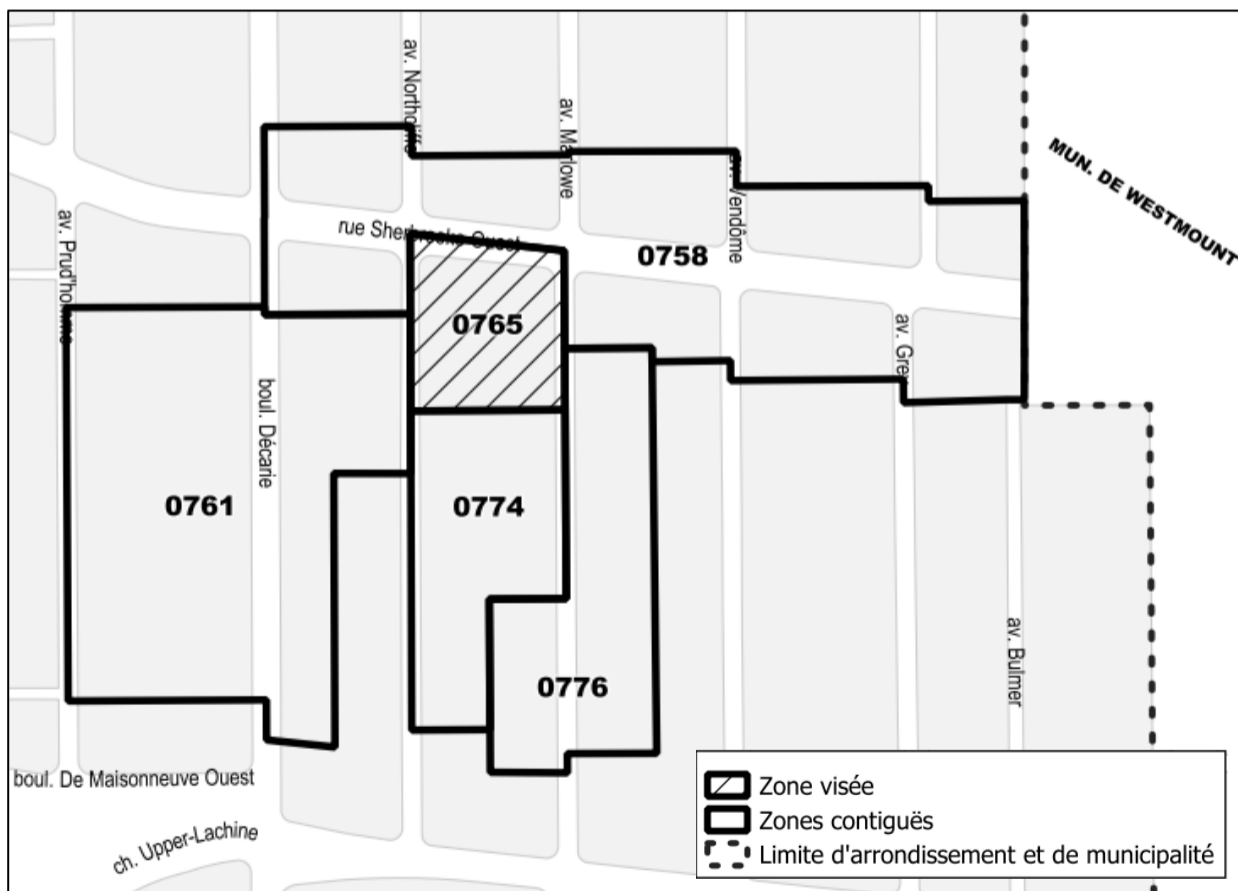 av. Northcliffe
av. Marlowe
MUN. DE WESTMOUNT
av. Vendôme
av. Prud'homme
rue Sherbrooke Ouest
0758
0765
av. Grey
boul. Décarie
0761
0774
av. Bulmer
0776
boul. De Maisonneuve Ouest
ch. Upper-Lachine
Zone visée
Zones contiguës
Limite d'arrondissement et de municipalité